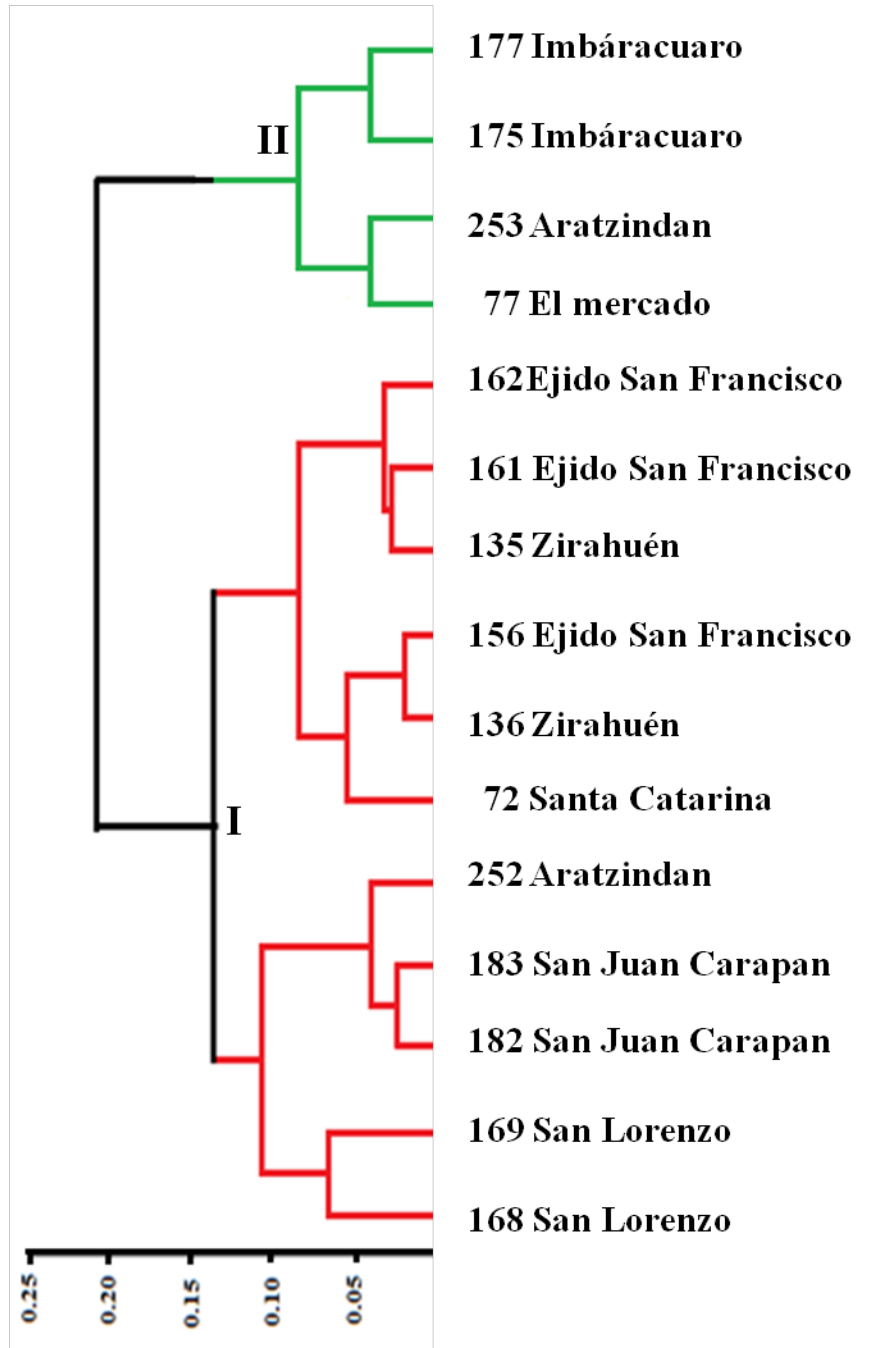 177 Imbáracuaro
II
175 Imbáracuaro
253 Aratzindan
77 El mercado
162Ejido San Francisco
161 Ejido San Francisco
135 Zirahuén
156 Ejido San Francisco
136 Zirahuén
72 Santa Catarina
I
252 Aratzindan
183 San Juan Carapan
182 San Juan Carapan
169 San Lorenzo
168 San Lorenzo
0.25 0.20 0.15 0.10 0.05